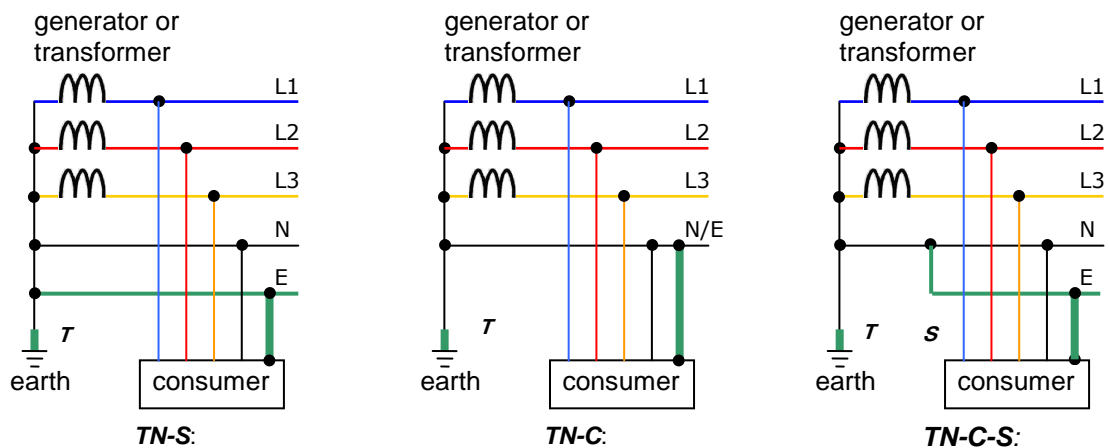 generator or
transformer
L1
L2
L3
N
E
T
earth
consumer
TN-S:
generator or
transformer
L1
L2
L3
N/E
T
earth
consumer
TN-C:
generator or
transformer
L1
L2
L3
N
E
T
S
earth
consumer
TN-C-S: